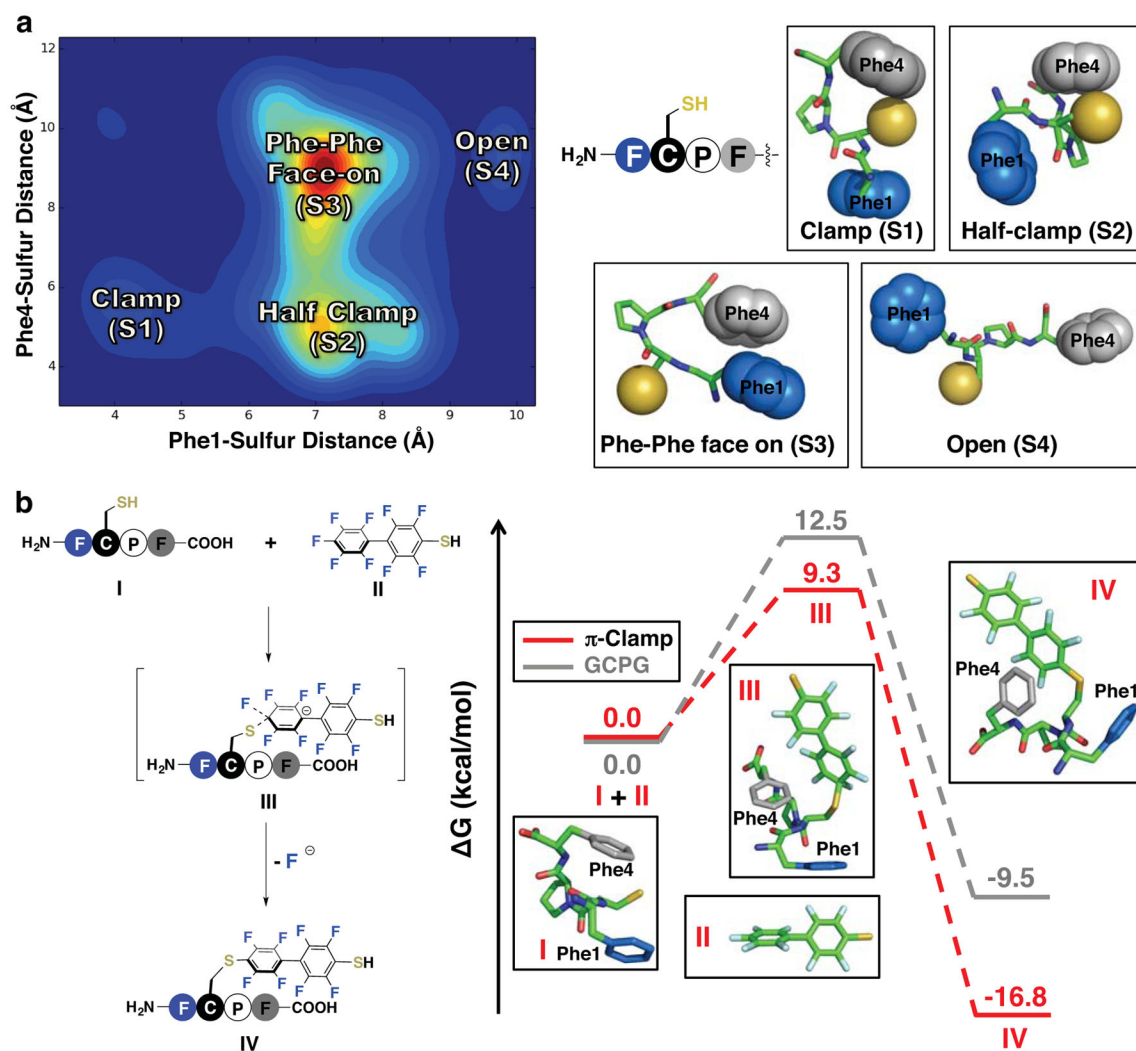 a
12
10
8
6
4
Phe4-Sulfur Distance (Å)
Phe-Phe
Face-on
(S3)
Open
(S4)
Clamp
(S1)
Half Clamp
(S2)
4 5 6 7 8 9 10
Phe1-Sulfur Distance (Å)
SH
H₂N F C P F
Phe4
Phe1
Clamp (S1)
Phe4
Phe1
Half-clamp (S2)
Phe4
Phe1
Phe-Phe face on (S3)
Phe1
Phe4
Open (S4)
b
SH
H₂N F C P F COOH
I
+
F F F F
F SH
F F F F
II
F F F F F
S ⊖ SH
F F F F
H₂N F C P F COOH
III
- F ⊖
F F F F
S SH
F F F F
H₂N F C P F COOH
IV
ΔG (kcal/mol)
π-Clamp
GCPG
12.5
9.3
III
0.0
0.0
I + II
-9.5
-16.8
IV
Phe4
I
Phe1
III
Phe4
Phe1
II
IV
Phe4
Phe1